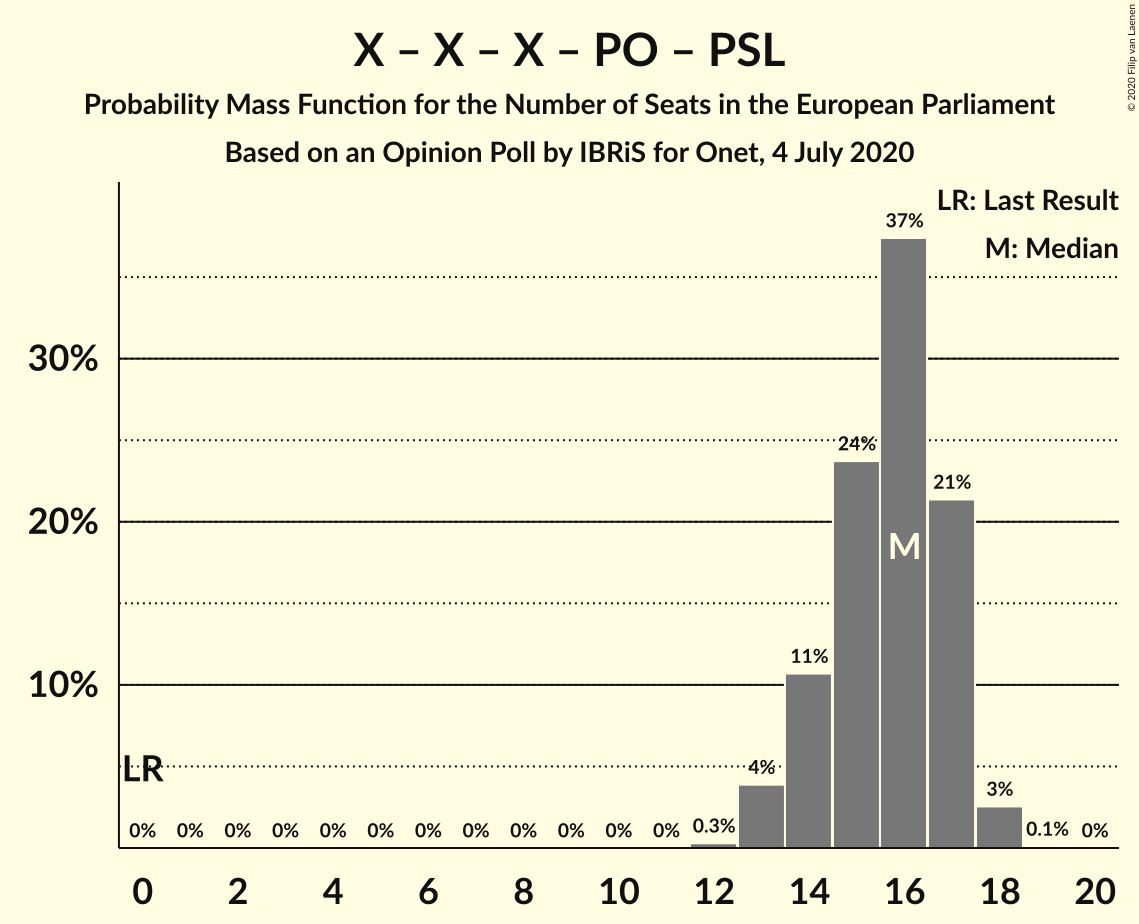 X – X – X – PO – PSL
Probability Mass Function for the Number of Seats in the European Parliament
Based on an Opinion Poll by IBRiS for Onet, 4 July 2020
© 2020 Filip van Laenen
LR: Last Result
M: Median
37%
30%
24%
21%
20%
M
11%
10%
LR
4%
3%
0% 0% 0% 0% 0% 0% 0% 0% 0% 0% 0% 0% 0.3% 0.1% 0%
0 2 4 6 8 10 12 14 16 18 20